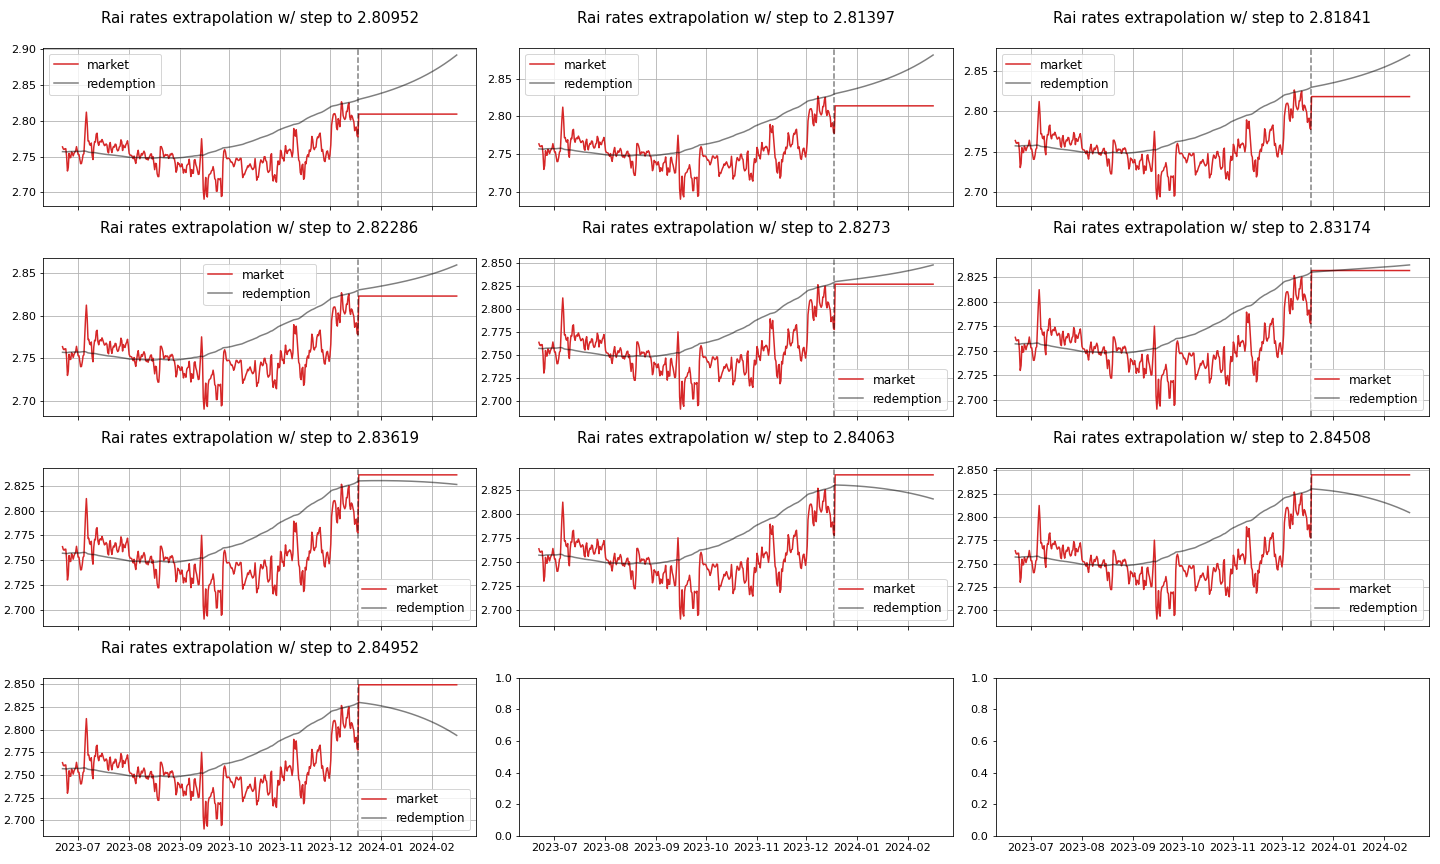 Rai rates extrapolation w/ step to 2.80952
Rai rates extrapolation w/ step to 2.81397
Rai rates extrapolation w/ step to 2.81841
2.90
2.85
2.80
2.75
2.70
market
redemption
2.85
2.80
2.75
2.70
market
redemption
2.85
2.80
2.75
2.70
market
redemption
Rai rates extrapolation w/ step to 2.82286
Rai rates extrapolation w/ step to 2.8273
Rai rates extrapolation w/ step to 2.83174
2.85
2.80
2.75
2.70
market
redemption
2.850
2.825
2.800
2.775
2.750
2.725
2.700
market
redemption
2.825
2.800
2.775
2.750
2.725
2.700
market
redemption
Rai rates extrapolation w/ step to 2.83619
Rai rates extrapolation w/ step to 2.84063
Rai rates extrapolation w/ step to 2.84508
2.825
2.800
2.775
2.750
2.725
2.700
market
redemption
2.825
2.800
2.775
2.750
2.725
2.700
market
redemption
2.850
2.825
2.800
2.775
2.750
2.725
2.700
market
redemption
Rai rates extrapolation w/ step to 2.84952
2.850
2.825
2.800
2.775
2.750
2.725
2.700
market
redemption
2023-07 2023-08 2023-09 2023-10 2023-11 2023-12 2024-01 2024-02
1.0
0.8
0.6
0.4
0.2
0.0
2023-07 2023-08 2023-09 2023-10 2023-11 2023-12 2024-01 2024-02
1.0
0.8
0.6
0.4
0.2
0.0
2023-07 2023-08 2023-09 2023-10 2023-11 2023-12 2024-01 2024-02